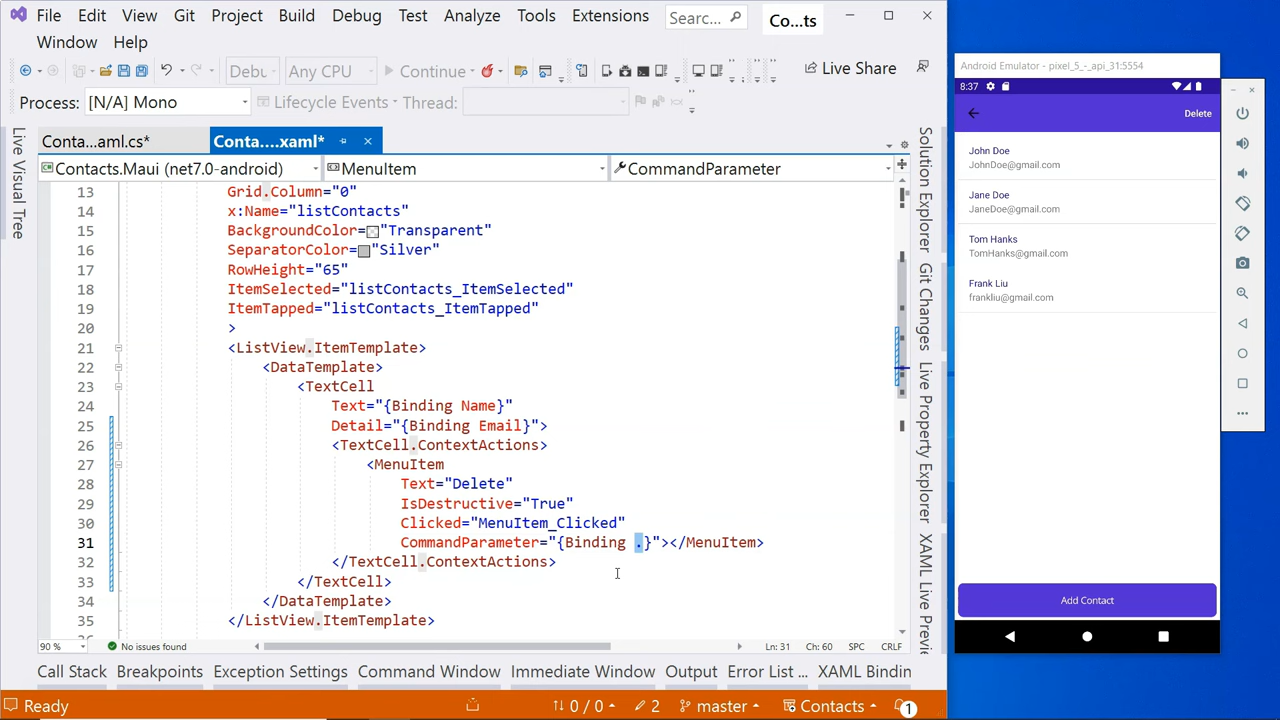 File Edit View Git Project Build Debug Test Analyze Tools Extensions Searc... Co...ts
Window Help
Debu Any CPU Continue Live Share
Process: [N/A] Mono Lifecycle Events Thread:
Conta...aml.cs* Conta....xaml*
Contacts.Maui (net7.0-android) MenuItem CommandParameter
13 Grid.Column="0"
14 x:Name="listContacts"
15 BackgroundColor="Transparent"
16 SeparatorColor="Silver"
17 RowHeight="65"
18 ItemSelected="listContacts_ItemSelected"
19 ItemTapped="listContacts_ItemTapped"
20 >
21 <ListView.ItemTemplate>
22 <DataTemplate>
23 <TextCell
24 Text="{Binding Name}"
25 Detail="{Binding Email}">
26 <TextCell.ContextActions>
27 <MenuItem
28 Text="Delete"
29 IsDestructive="True"
30 Clicked="MenuItem_Clicked"
31 CommandParameter="{Binding .}"></MenuItem>
32 </TextCell.ContextActions>
33 </TextCell>
34 </DataTemplate>
35 </ListView.ItemTemplate>
90 % No issues found Ln: 31 Ch: 60 SPC CRLF
Call Stack Breakpoints Exception Settings Command Window Immediate Window Output Error List ... XAML Bindin
Ready 0 / 0 2 master Contacts 1
Live Visual Tree
Solution Explorer
Git Changes
Live Property Explorer
XAML Live Previe
Android Emulator - pixel_5_-_api_31:5554
8:37
Delete
John Doe
JohnDoe@gmail.com
Jane Doe
JaneDoe@gmail.com
Tom Hanks
TomHanks@gmail.com
Frank Liu
frankliu@gmail.com
Add Contact